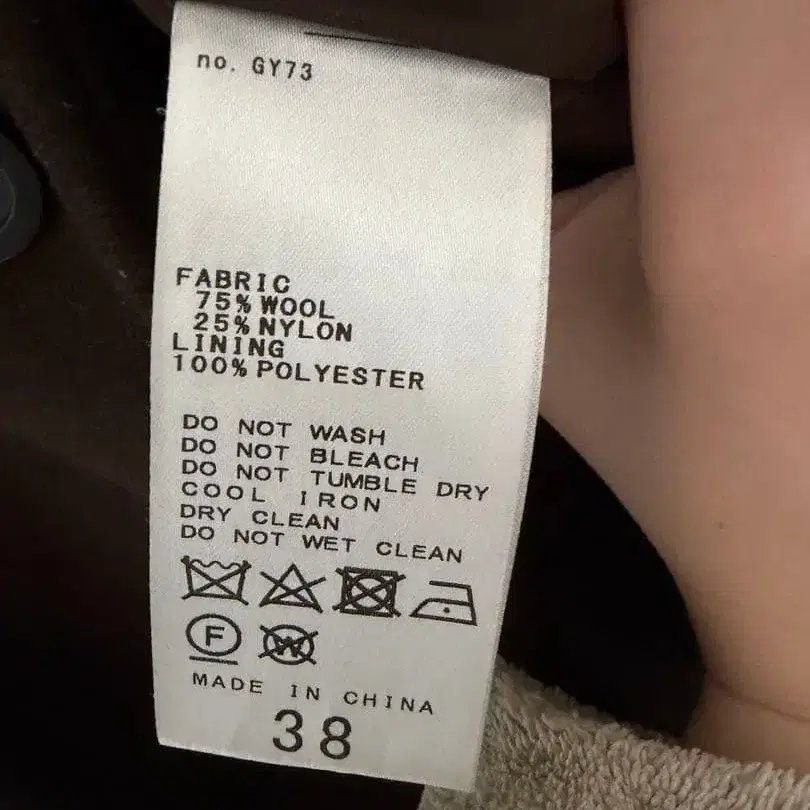 no. GY73
FABRIC
75% WOOL
25% NYLON
LINING
100% POLYESTER
DO NOT WASH
DO NOT BLEACH
DO NOT TUMBLE DRY
COOL IRON
DRY CLEAN
DO NOT WET CLEAN
F W
MADE IN CHINA
38